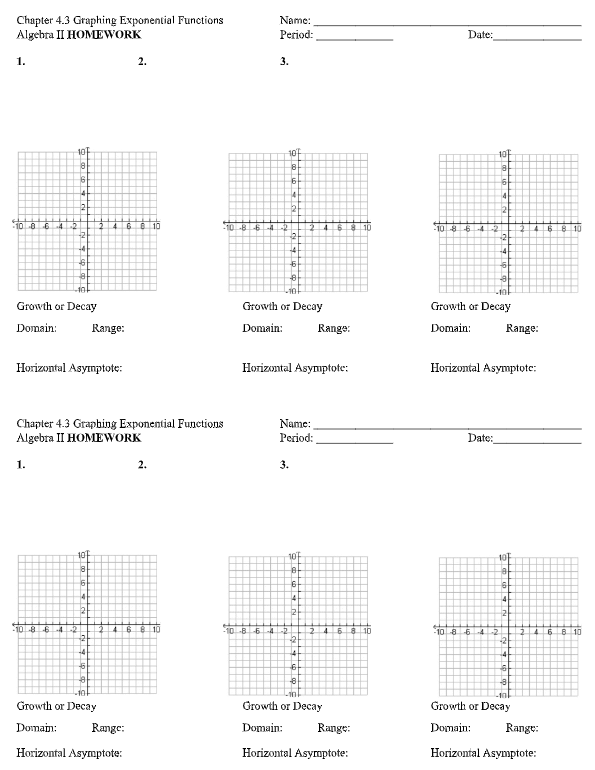 Chapter 4.3 Graphing Exponential Functions Name: ____________
Algebra II HOMEWORK Period: ____________ Date:____________
1. 2. 3.
10 10 10
8 8 8
6 6 6
4 4 4
2 2 2
-10 -8 -6 -4 -2 2 4 6 8 10 -10 -8 -6 -4 -2 2 4 6 8 10 -10 -8 -6 -4 -2 2 4 6 8 10
-2 -2 -2
-4 -4 -4
-6 -6 -6
-8 -8 -8
-10 -10 -10
Growth or Decay Growth or Decay Growth or Decay
Domain: Range: Domain: Range: Domain: Range:
Horizontal Asymptote: Horizontal Asymptote: Horizontal Asymptote:
Chapter 4.3 Graphing Exponential Functions Name: ____________
Algebra II HOMEWORK Period: ____________ Date:____________
1. 2. 3.
10 10 10
8 8 8
6 6 6
4 4 4
2 2 2
-10 -8 -6 -4 -2 2 4 6 8 10 -10 -8 -6 -4 -2 2 4 6 8 10 -10 -8 -6 -4 -2 2 4 6 8 10
-2 -2 -2
-4 -4 -4
-6 -6 -6
-8 -8 -8
-10 -10 -10
Growth or Decay Growth or Decay Growth or Decay
Domain: Range: Domain: Range: Domain: Range:
Horizontal Asymptote: Horizontal Asymptote: Horizontal Asymptote: